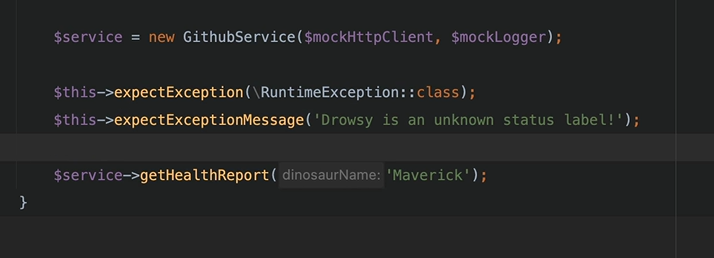 $service = new GithubService($mockHttpClient, $mockLogger);
$this->expectException(\RuntimeException::class);
$this->expectExceptionMessage('Drowsy is an unknown status label!');
$service->getHealthReport( dinosaurName: 'Maverick');
}